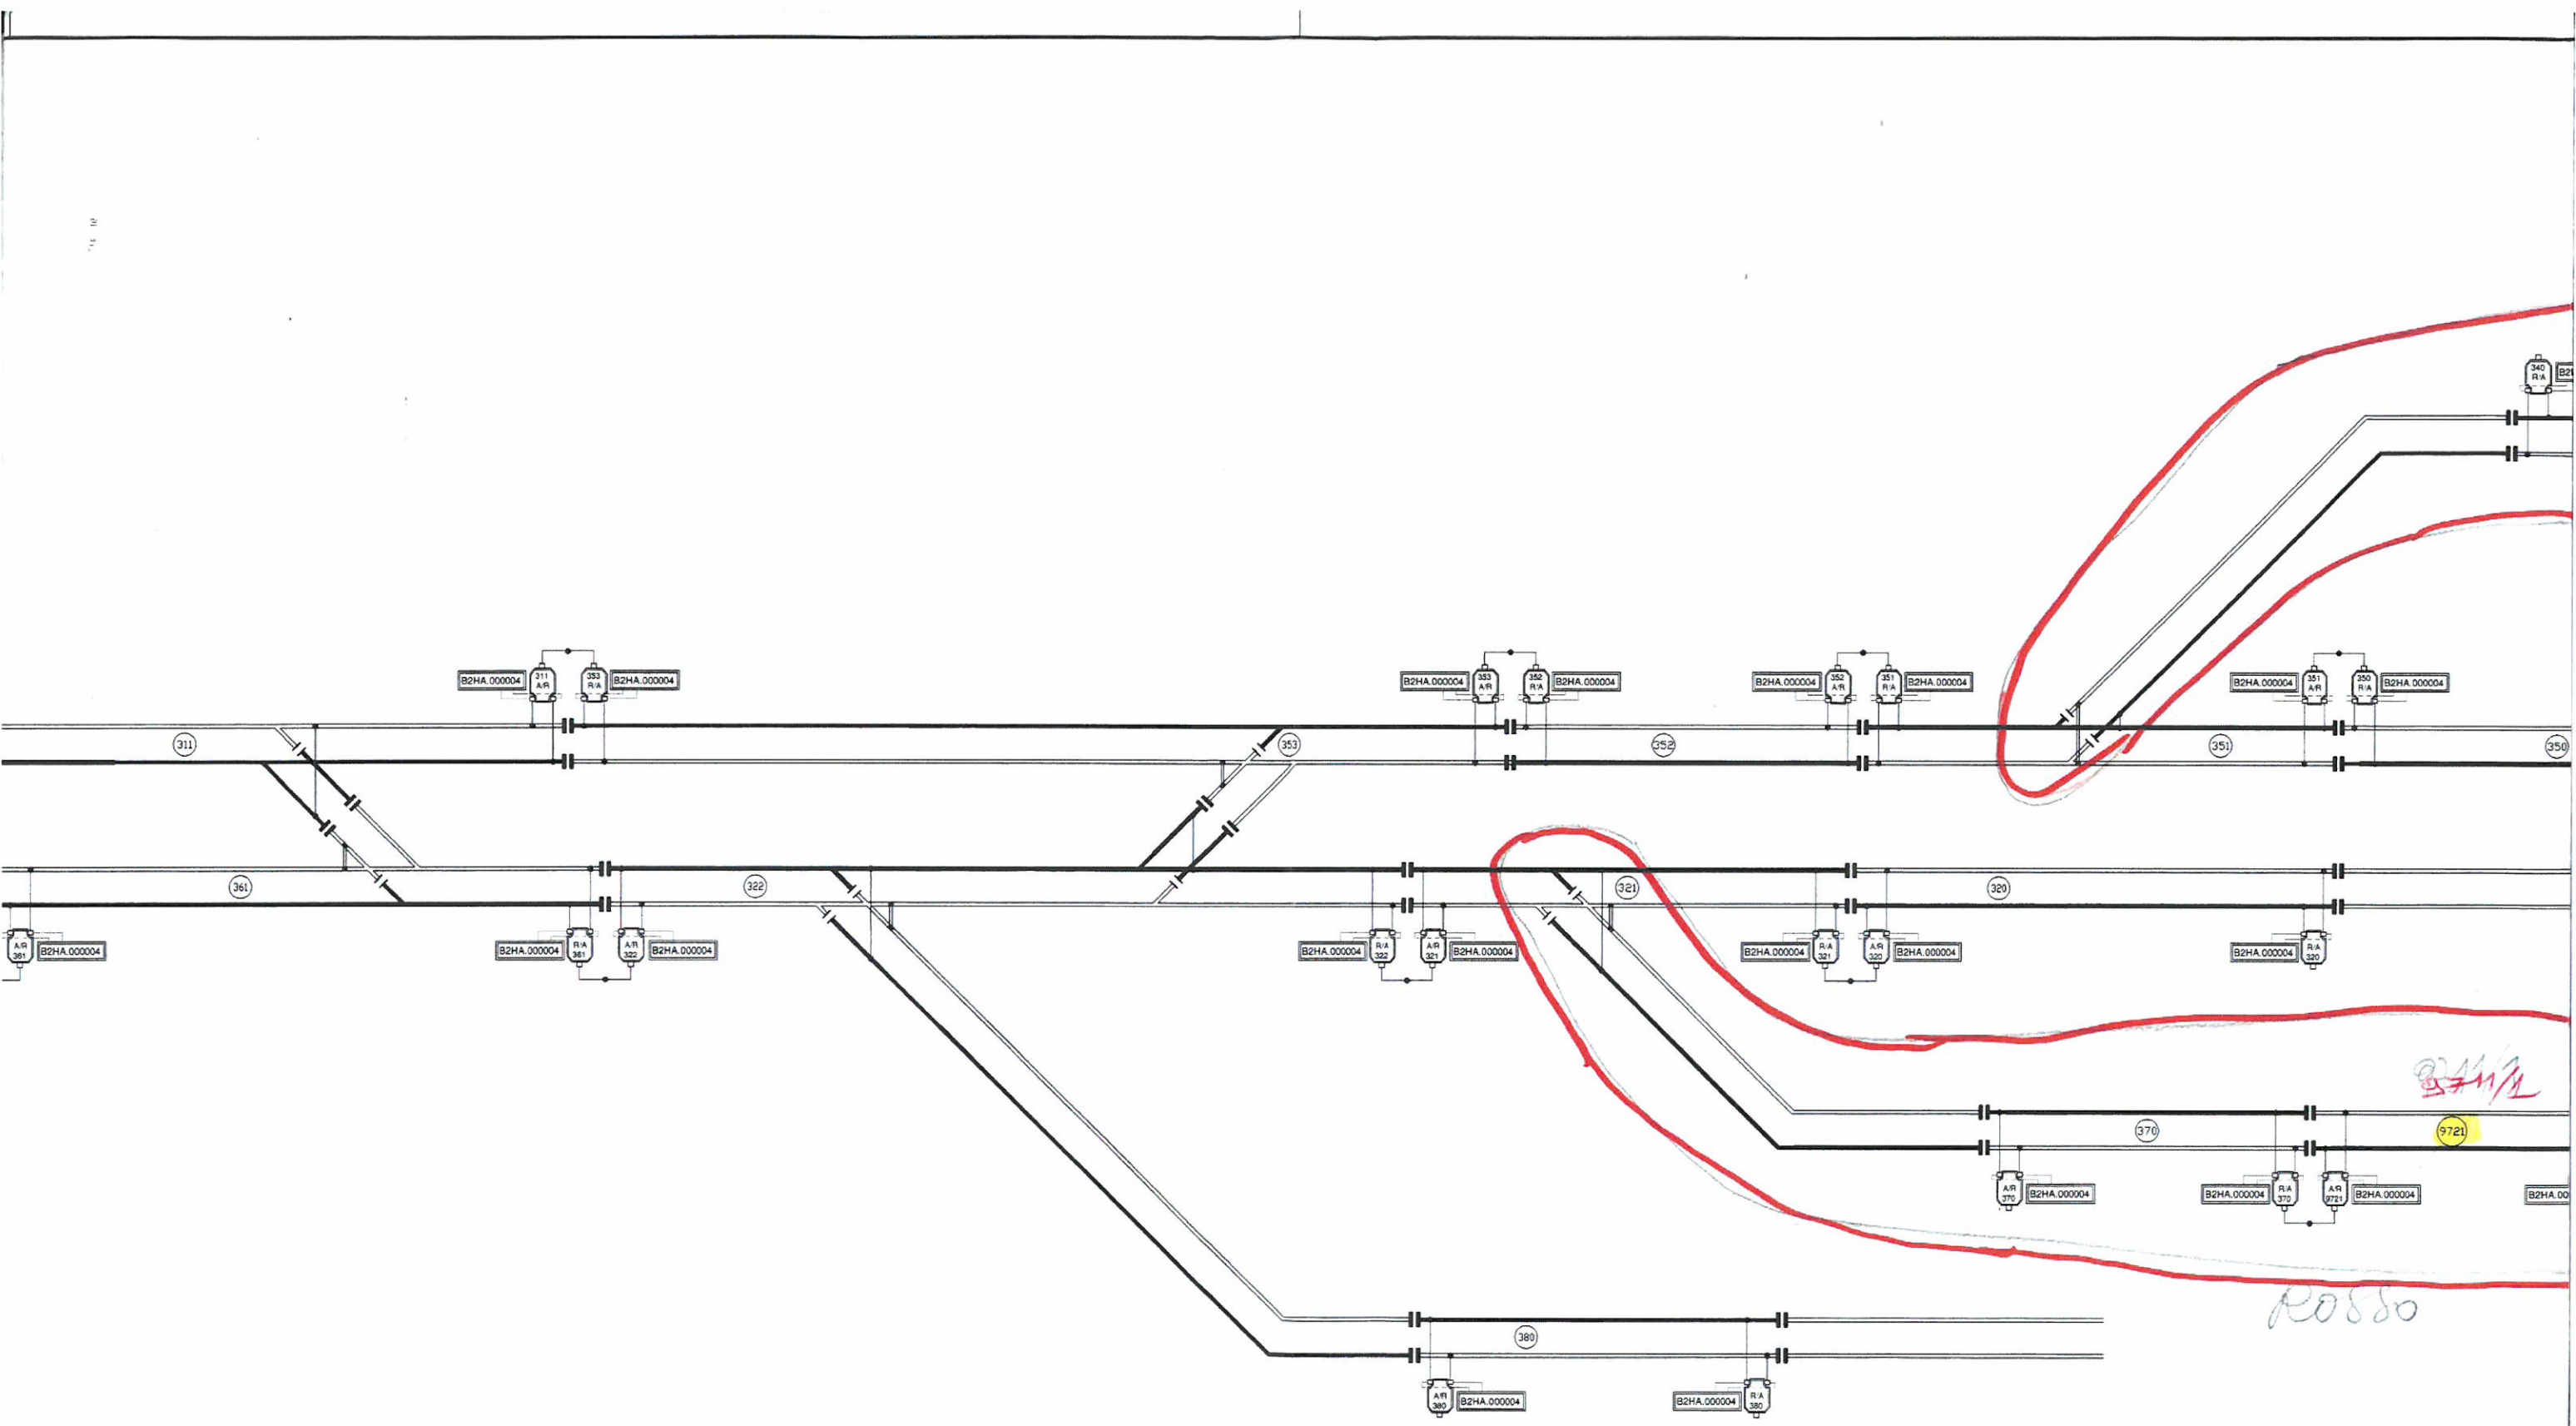 340
R/A
B2
311
A/R
353
R/A
B2HA.000004
B2HA.000004
353
A/R
352
R/A
B2HA.000004
B2HA.000004
352
A/R
351
R/A
B2HA.000004
B2HA.000004
351
A/R
350
R/A
B2HA.000004
B2HA.000004
311
353
352
351
350
361
322
321
320
A/R
361
B2HA.000004
B2HA.000004
R/A
361
A/R
322
B2HA.000004
B2HA.000004
R/A
322
A/R
321
B2HA.000004
B2HA.000004
R/A
321
A/R
320
B2HA.000004
B2HA.000004
R/A
320
370
9721
A/R
370
B2HA.000004
B2HA.000004
R/A
370
A/R
9721
B2HA.000004
B2HA.00
ROSSO
380
A/R
380
B2HA.000004
B2HA.000004
R/A
380